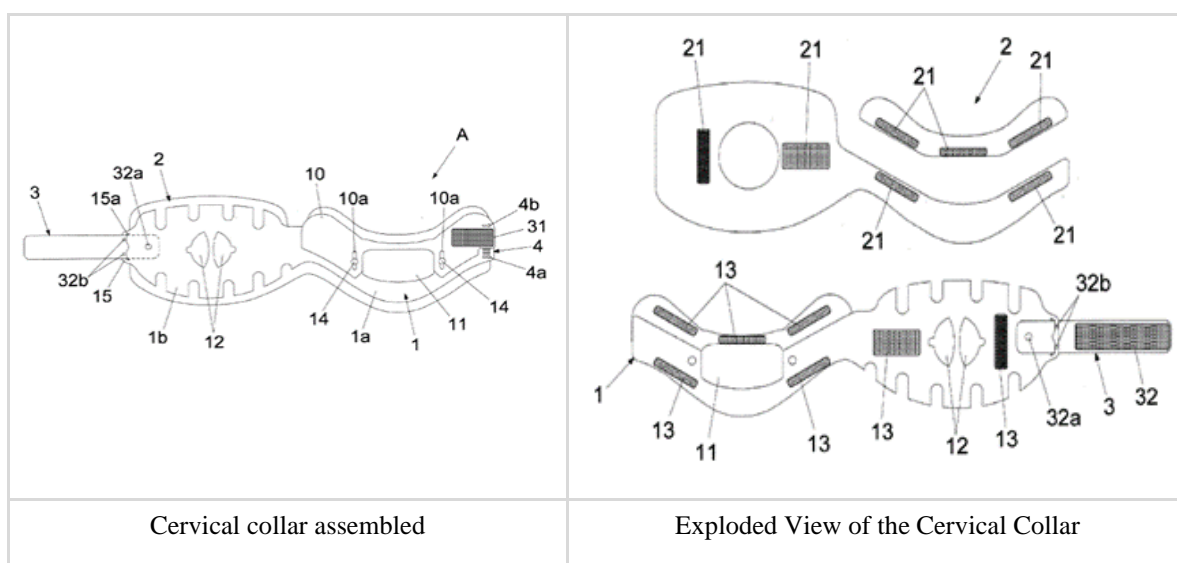 A
2 32a 10
3 15a 10a 10a 4b
31
4
4a
32b
15 14 14
1b 12 1a 1 11
21 21 2
21 21
21 21
13 32b
1
13 11 13 13 12 13 32a 3 32
Cervical collar assembled
Exploded View of the Cervical Collar